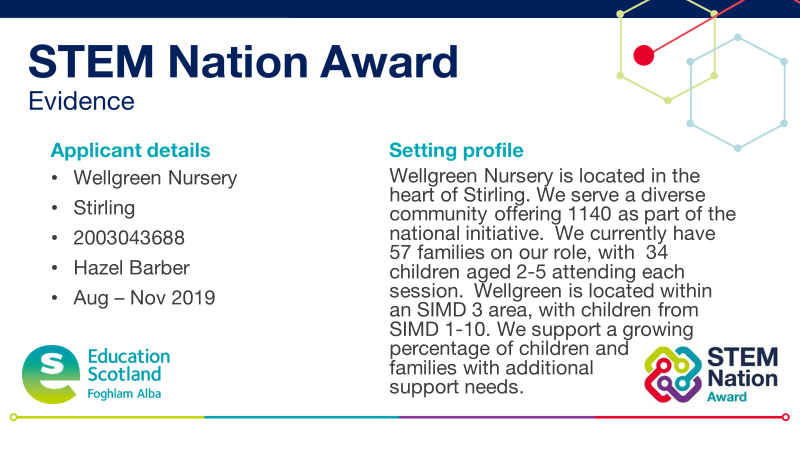 STEM Nation Award
Evidence
Applicant details
• Wellgreen Nursery
• Stirling
• 2003043688
• Hazel Barber
• Aug – Nov 2019
Setting profile
Wellgreen Nursery is located in the
heart of Stirling. We serve a diverse
community offering 1140 as part of the
national initiative.  We currently have
57 families on our role, with  34
children aged 2-5 attending each
session.  Wellgreen is located within
an SIMD 3 area, with children from
SIMD 1-10. We support a growing
percentage of children and
families with additional
support needs.
Education
Scotland
Foghlam Alba
STEM
Nation
Award